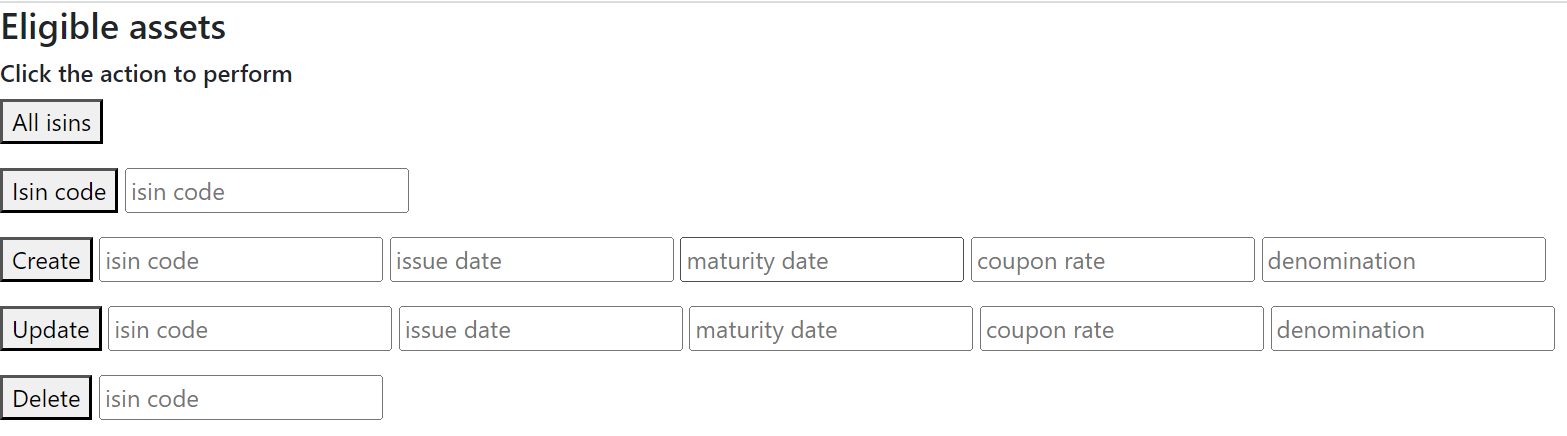 Eligible assets
Click the action to perform
All isins
Isin code isin code
Create isin code issue date maturity date coupon rate denomination
Update isin code issue date maturity date coupon rate denomination
Delete isin code